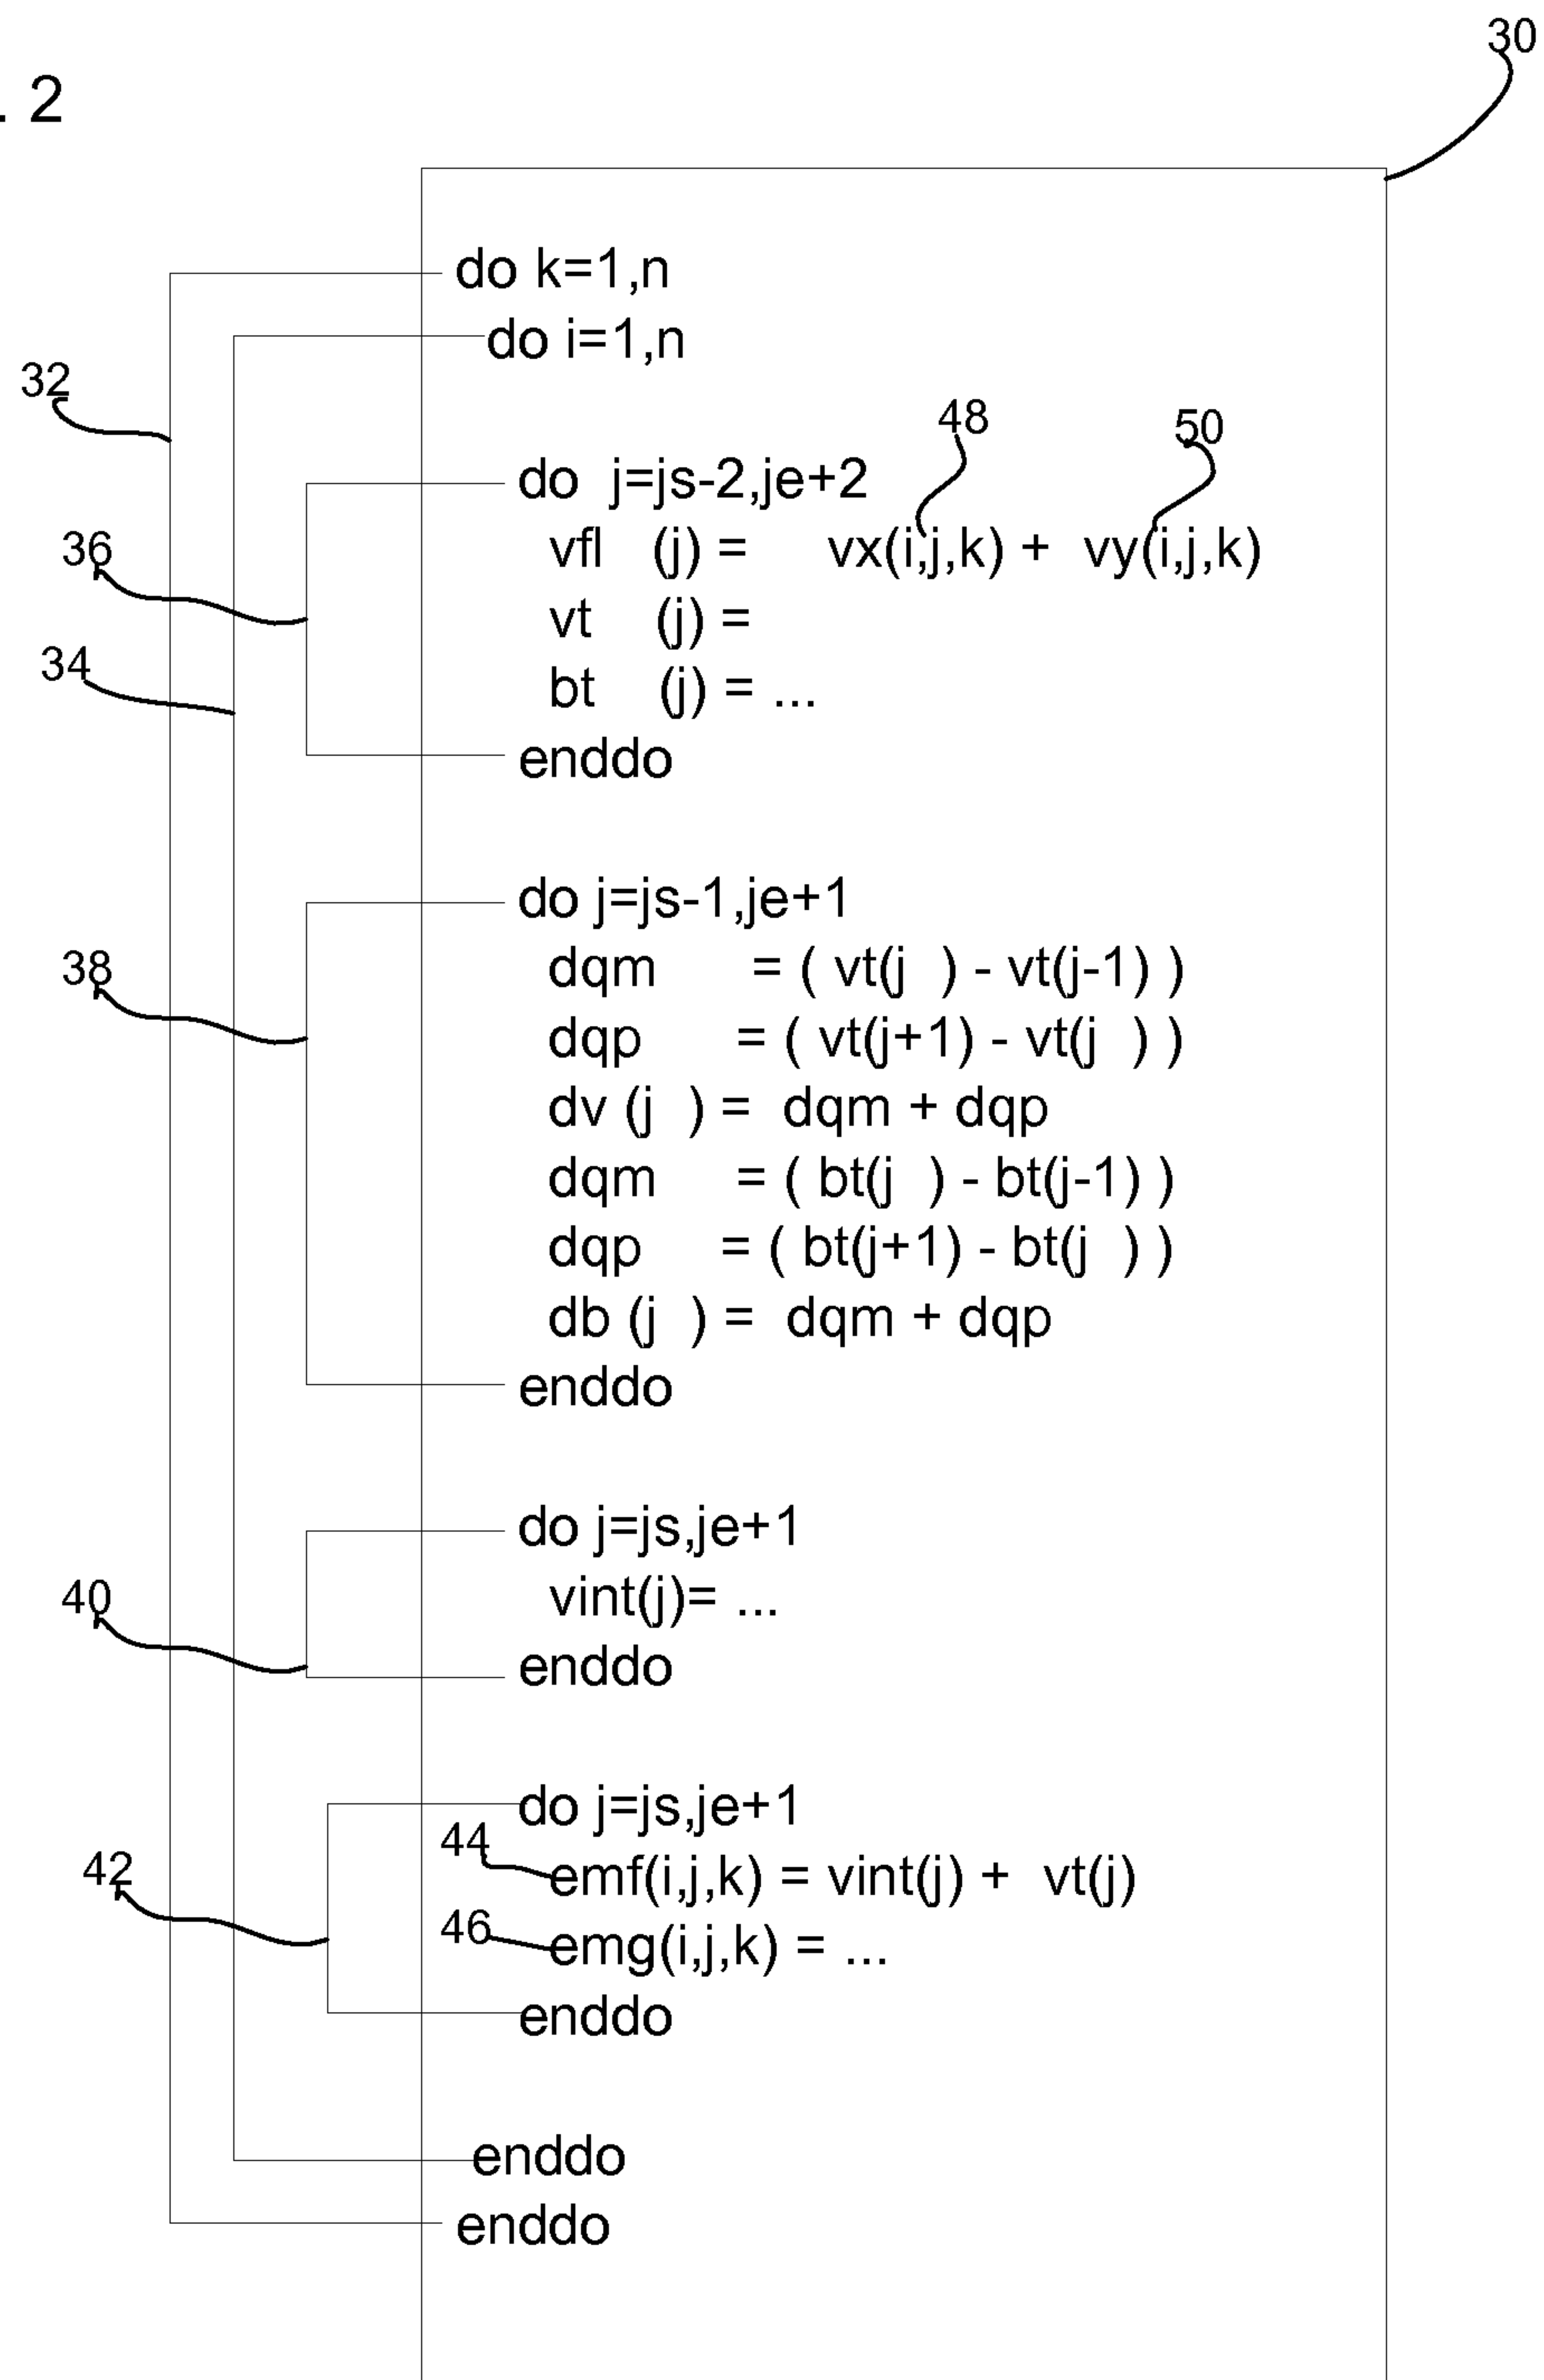 . 2
30
do k=1,n
do i=1,n
32
48
50
do j=js-2,je+2
36
vfl (j) = vx(i,j,k) + vy(i,j,k)
vt (j) =
34
bt (j) = ...
enddo
do j=js-1,je+1
38
dqm = ( vt(j ) - vt(j-1) )
dqp = ( vt(j+1) - vt(j ) )
dv (j ) = dqm + dqp
dqm = ( bt(j ) - bt(j-1) )
dqp = ( bt(j+1) - bt(j ) )
db (j ) = dqm + dqp
enddo
do j=js,je+1
40
vint(j)= ...
enddo
do j=js,je+1
44
42
emf(i,j,k) = vint(j) + vt(j)
46
emg(i,j,k) = ...
enddo
enddo
enddo